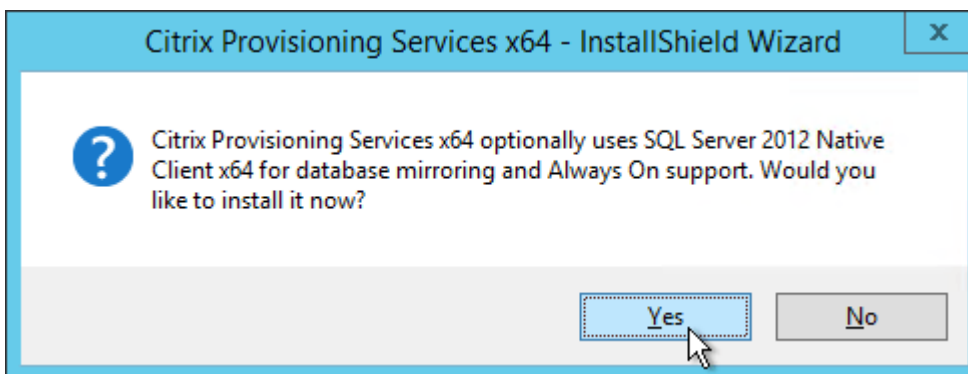 Citrix Provisioning Services x64 - InstallShield Wizard
x
?
Citrix Provisioning Services x64 optionally uses SQL Server 2012 Native
Client x64 for database mirroring and Always On support. Would you
like to install it now?
Yes
No